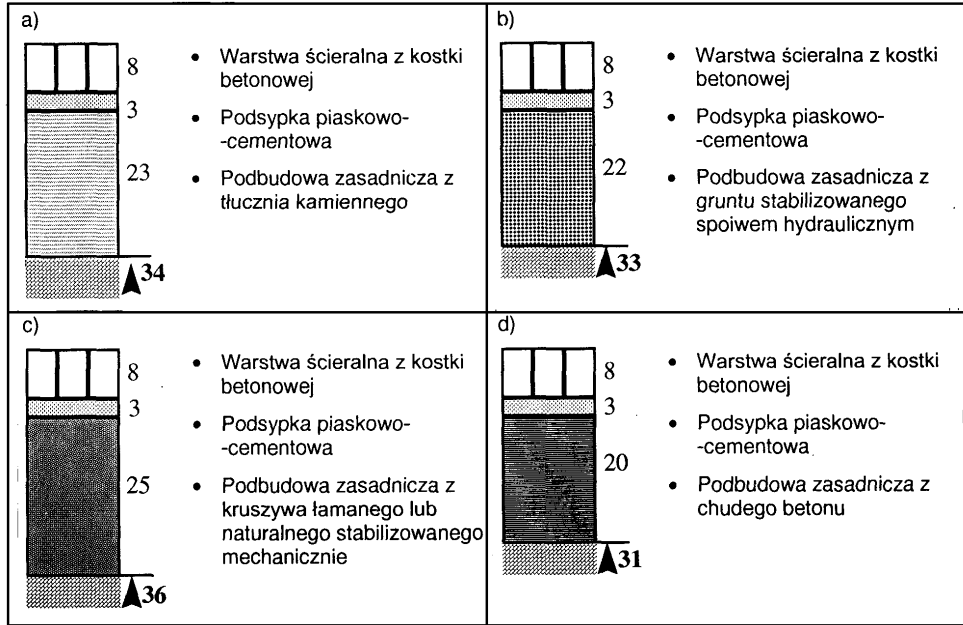 a)
8
3
23
34
• Warstwa ścieralna z kostki
betonowej
• Podsypka piaskowo-
-cementowa
• Podbudowa zasadnicza z
tłucznia kamiennego
b)
8
3
22
33
• Warstwa ścieralna z kostki
betonowej
• Podsypka piaskowo-
-cementowa
• Podbudowa zasadnicza z
gruntu stabilizowanego
spoiwem hydraulicznym
c)
8
3
25
36
• Warstwa ścieralna z kostki
betonowej
• Podsypka piaskowo-
-cementowa
• Podbudowa zasadnicza z
kruszywa łamanego lub
naturalnego stabilizowanego
mechanicznie
d)
8
3
20
31
• Warstwa ścieralna z kostki
betonowej
• Podsypka piaskowo-
-cementowa
• Podbudowa zasadnicza z
chudego betonu